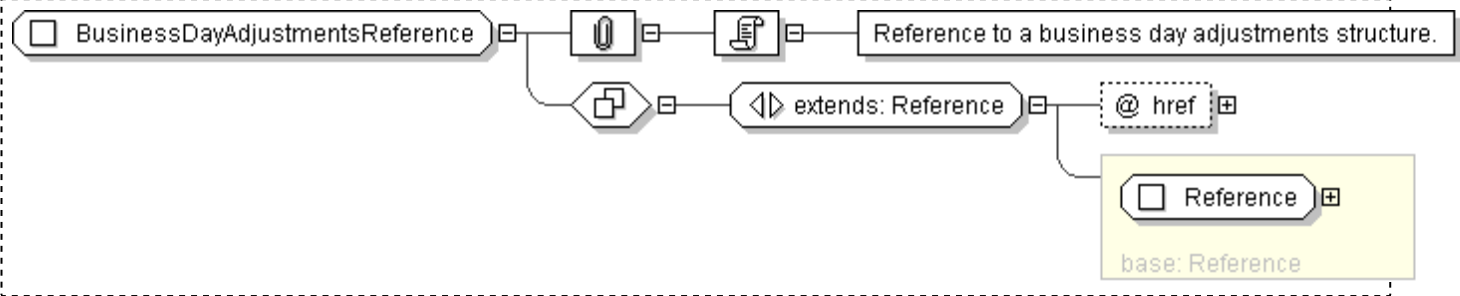 BusinessDayAdjustmentsReference
Reference to a business day adjustments structure.
extends: Reference
@ href
Reference
base: Reference